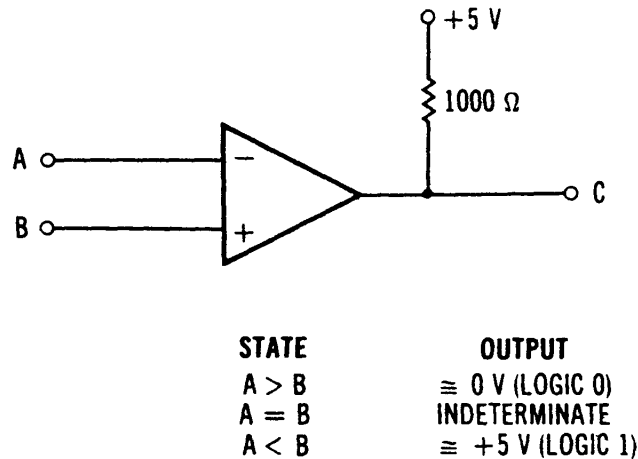 +5 V
1000 Ω
A
−
B
+
C
STATE OUTPUT
A > B ≅ 0 V (LOGIC 0)
A = B INDETERMINATE
A < B ≅ +5 V (LOGIC 1)